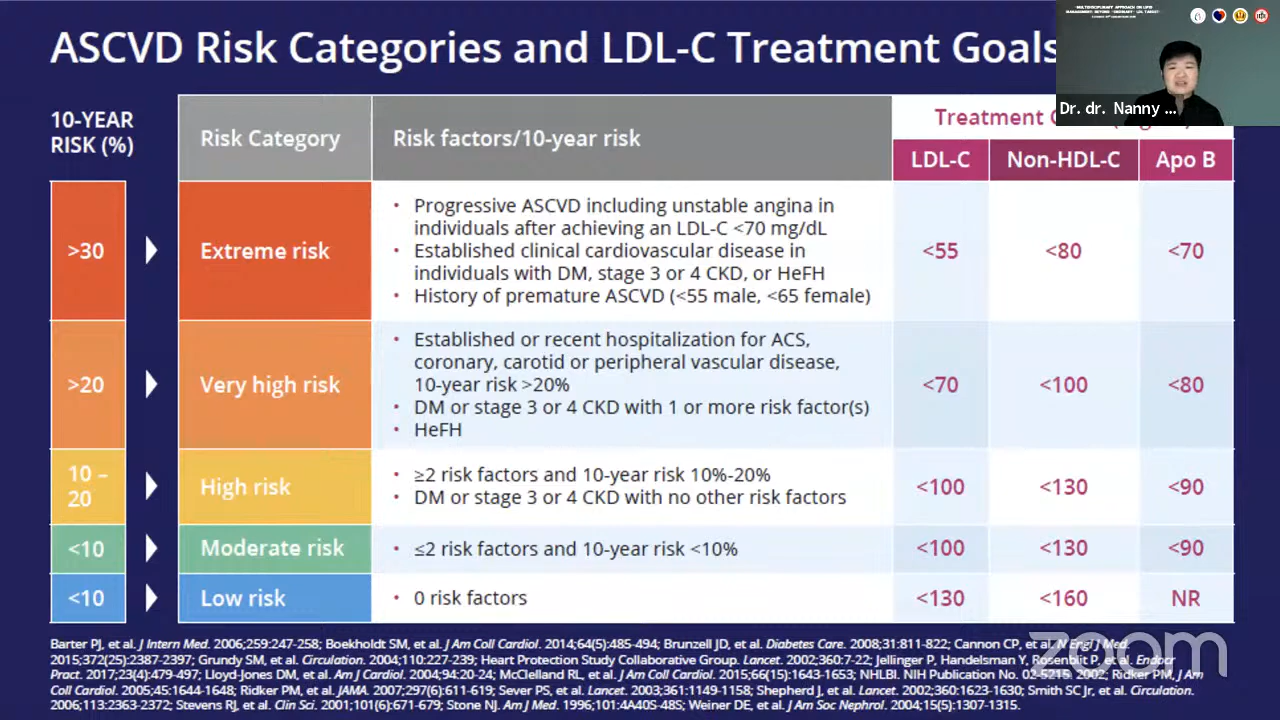 ASCVD Risk Categories and LDL-C Treatment Goals
MULTIDISCIPLINARY APPROACH ON LIPID
Dr. dr. Nanny ...
10-YEAR
RISK (%)
Risk Category
Risk factors/10-year risk
Treatment
LDL-C
Non-HDL-C
Apo B
>30
Extreme risk
• Progressive ASCVD including unstable angina in
individuals after achieving an LDL-C <70 mg/dL
• Established clinical cardiovascular disease in
individuals with DM, stage 3 or 4 CKD, or HeFH
• History of premature ASCVD (<55 male, <65 female)
<55
<80
<70
>20
Very high risk
• Established or recent hospitalization for ACS,
coronary, carotid or peripheral vascular disease,
10-year risk >20%
• DM or stage 3 or 4 CKD with 1 or more risk factor(s)
• HeFH
<70
<100
<80
10 –
20
High risk
• ≥2 risk factors and 10-year risk 10%-20%
• DM or stage 3 or 4 CKD with no other risk factors
<100
<130
<90
<10
Moderate risk
• ≤2 risk factors and 10-year risk <10%
<100
<130
<90
<10
Low risk
• 0 risk factors
<130
<160
NR
Barter PJ, et al. J Intern Med. 2006;259:247-258; Boekholdt SM, et al. J Am Coll Cardiol. 2014;64(5):485-494; Brunzell JD, et al. Diabetes Care. 2008;31:811-822; Cannon CP, et al. N Engl J Med.
2015;372(25):2387-2397; Grundy SM, et al. Circulation. 2004;110:227-239; Heart Protection Study Collaborative Group. Lancet. 2002;360:7-22; Jellinger P, Handelsman Y, Rosenblit P, et al. Endocr
Pract. 2017;23(4):479-497; Lloyd-Jones DM, et al. Am J Cardiol. 2004;94:20-24; McClelland RL, et al. J Am Coll Cardiol. 2015;66(15):1643-1653; NHLBI. NIH Publication No. 02-5215. 2002; Ridker PM, J Am
Coll Cardiol. 2005;45:1644-1648; Ridker PM, et al. JAMA. 2007;297(6):611-619; Sever PS, et al. Lancet. 2003;361:1149-1158; Shepherd J, et al. Lancet. 2002;360:1623-1630; Smith SC Jr, et al. Circulation.
2006;113:2363-2372; Stevens RJ, et al. Clin Sci. 2001;101(6):671-679; Stone NJ. Am J Med. 1996;101:4A40S-48S; Weiner DE, et al. J Am Soc Nephrol. 2004;15(5):1307-1315.
zoom